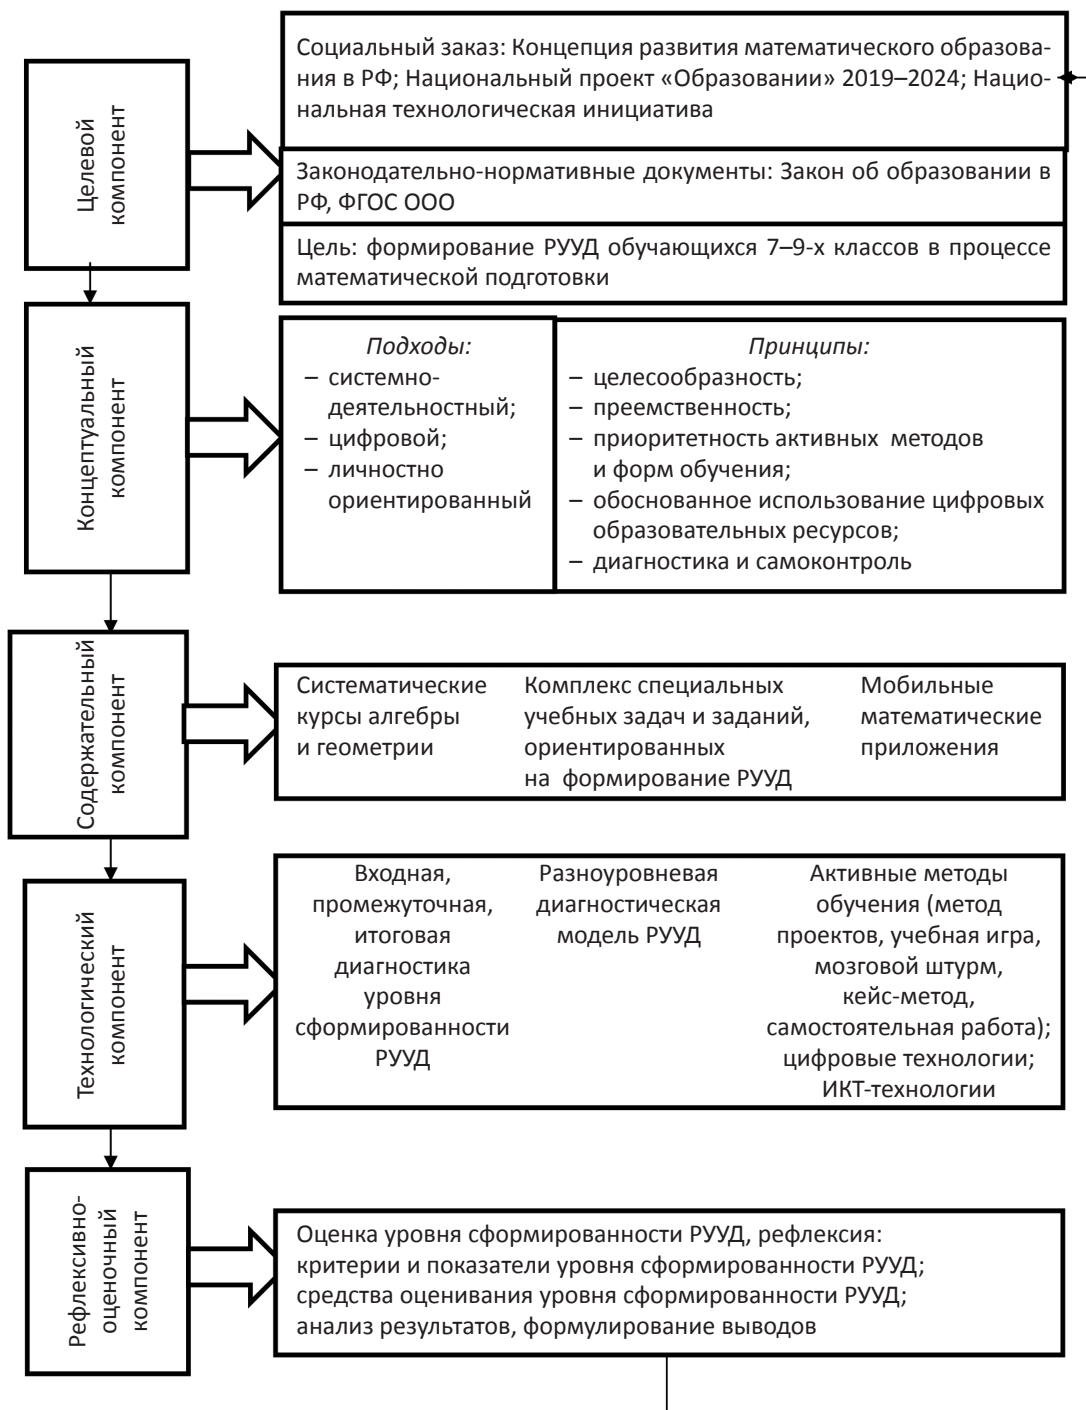 Целевой
компонент
Социальный заказ: Концепция развития математического образова-
ния в РФ; Национальный проект «Образовании» 2019–2024; Нацио-
нальная технологическая инициатива
Законодательно-нормативные документы: Закон об образовании в
РФ, ФГОС ООО
Цель: формирование РУУД обучающихся 7–9-х классов в процессе
математической подготовки
Концептуальный
компонент
Подходы:
– системно-
деятельностный;
– цифровой;
– личностно
ориентированный
Принципы:
– целесообразность;
– преемственность;
– приоритетность активных методов
и форм обучения;
– обоснованное использование цифровых
образовательных ресурсов;
– диагностика и самоконтроль
Содержательный
компонент
Систематические
курсы алгебры
и геометрии
Комплекс специальных
учебных задач и заданий,
ориентированных
на формирование РУУД
Мобильные
математические
приложения
Технологический
компонент
Входная,
промежуточная,
итоговая
диагностика
уровня
сформированности
РУУД
Разноуровневая
диагностическая
модель РУУД
Активные методы
обучения (метод
проектов, учебная игра,
мозговой штурм,
кейс-метод,
самостоятельная работа);
цифровые технологии;
ИКТ-технологии
Рефлексивно-
оценочный
компонент
Оценка уровня сформированности РУУД, рефлексия:
критерии и показатели уровня сформированности РУУД;
средства оценивания уровня сформированности РУУД;
анализ результатов, формулирование выводов